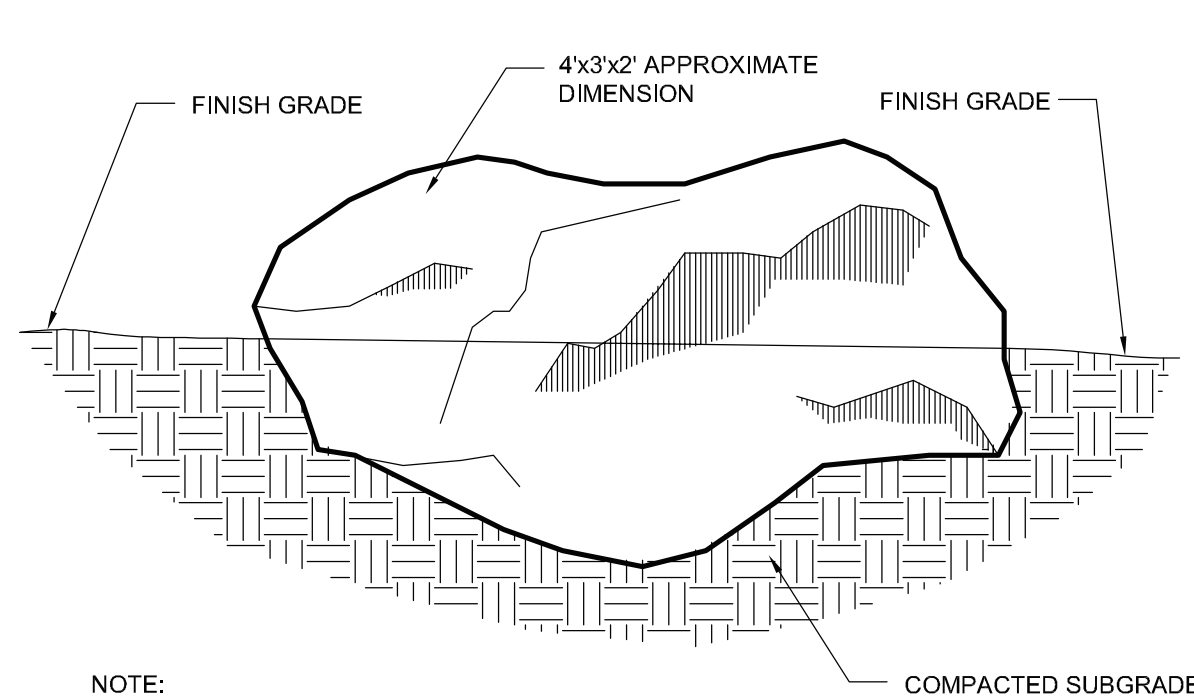 4'x3'x2' APPROXIMATE
DIMENSION
FINISH GRADE
FINISH GRADE
NOTE:
COMPACTED SUBGRADE